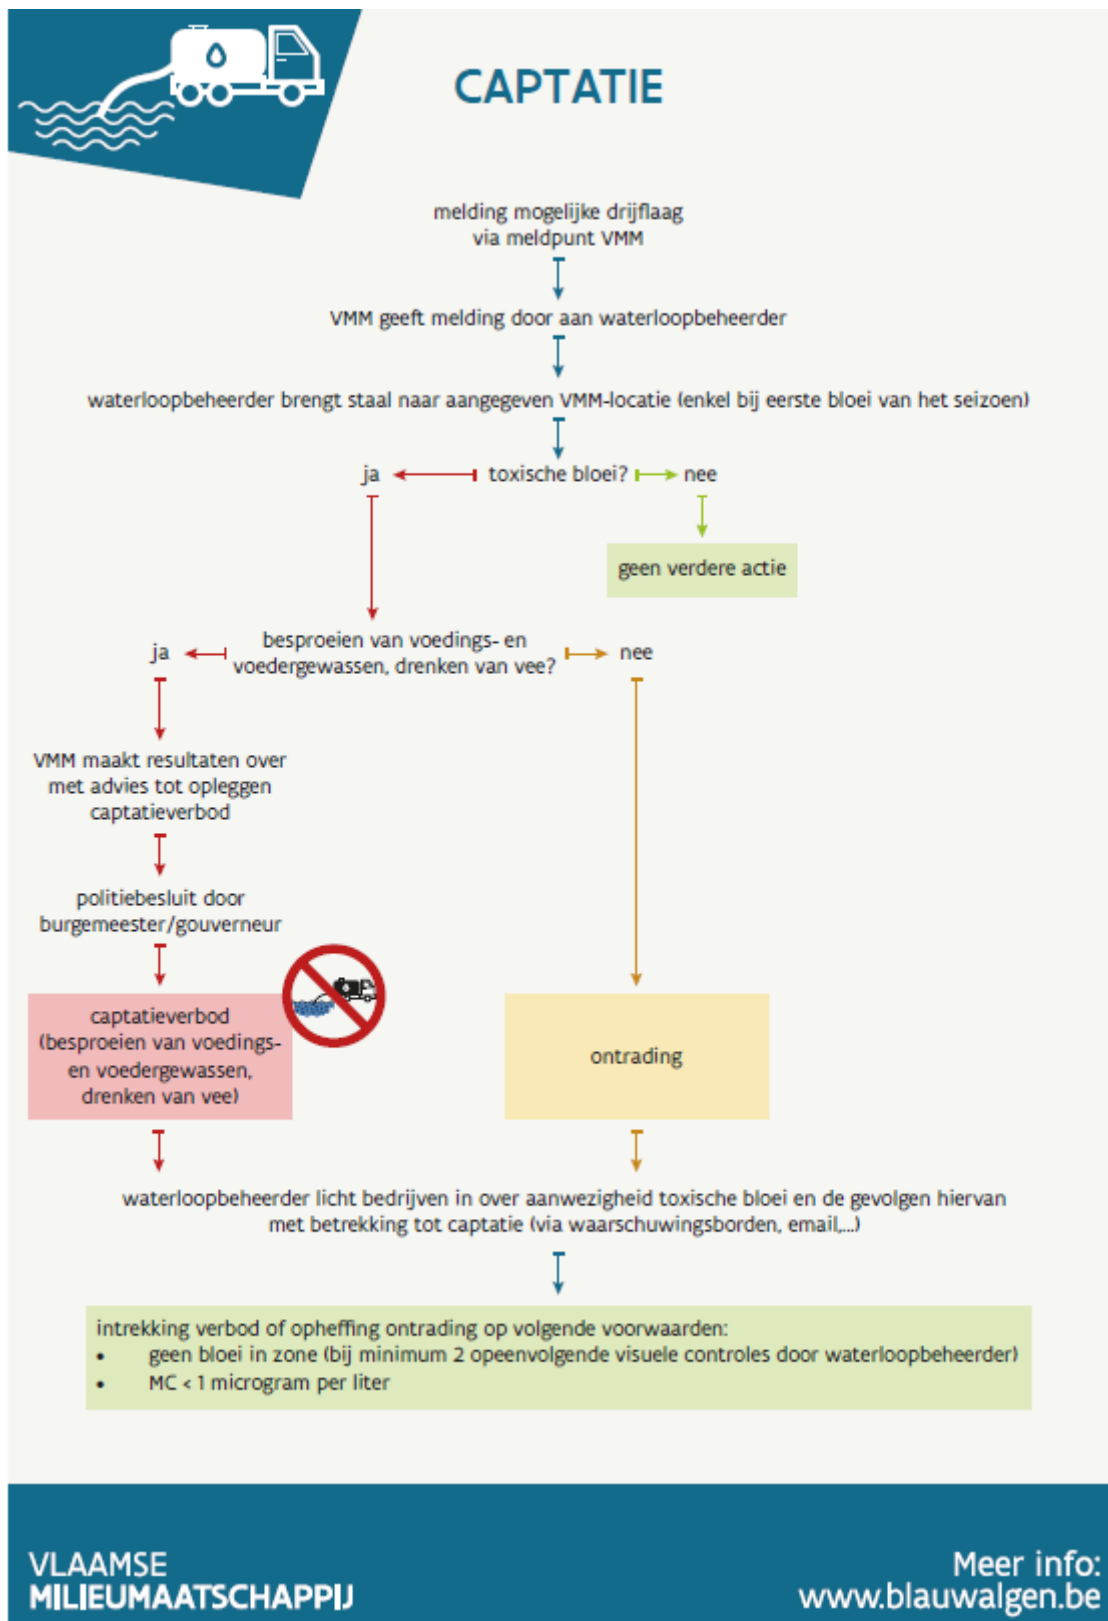 CAPTATIE
melding mogelijke drijflaag
via meldpunt VMM
VMM geeft melding door aan waterloopbeheerder
waterloopbeheerder brengt staal naar aangegeven VMM-locatie (enkel bij eerste bloei van het seizoen)
ja
toxische bloei?
nee
geen verdere actie
ja
besproeien van voedings- en
voedergewassen, drenken van vee?
nee
VMM maakt resultaten over
met advies tot opleggen
captatieverbod
politiebesluit door
burgemeester/gouverneur
captatieverbod
(besproeien van voedings-
en voedergewassen,
drenken van vee)
ontrading
waterloopbeheerder licht bedrijven in over aanwezigheid toxische bloei en de gevolgen hiervan
met betrekking tot captatie (via waarschuwingsborden, email,...)
intrekking verbod of opheffing ontrading op volgende voorwaarden:
• geen bloei in zone (bij minimum 2 opeenvolgende visuele controles door waterloopbeheerder)
• MC < 1 microgram per liter
VLAAMSE
MILIEUMAATSCHAPPIJ
Meer info:
www.blauwalgen.be